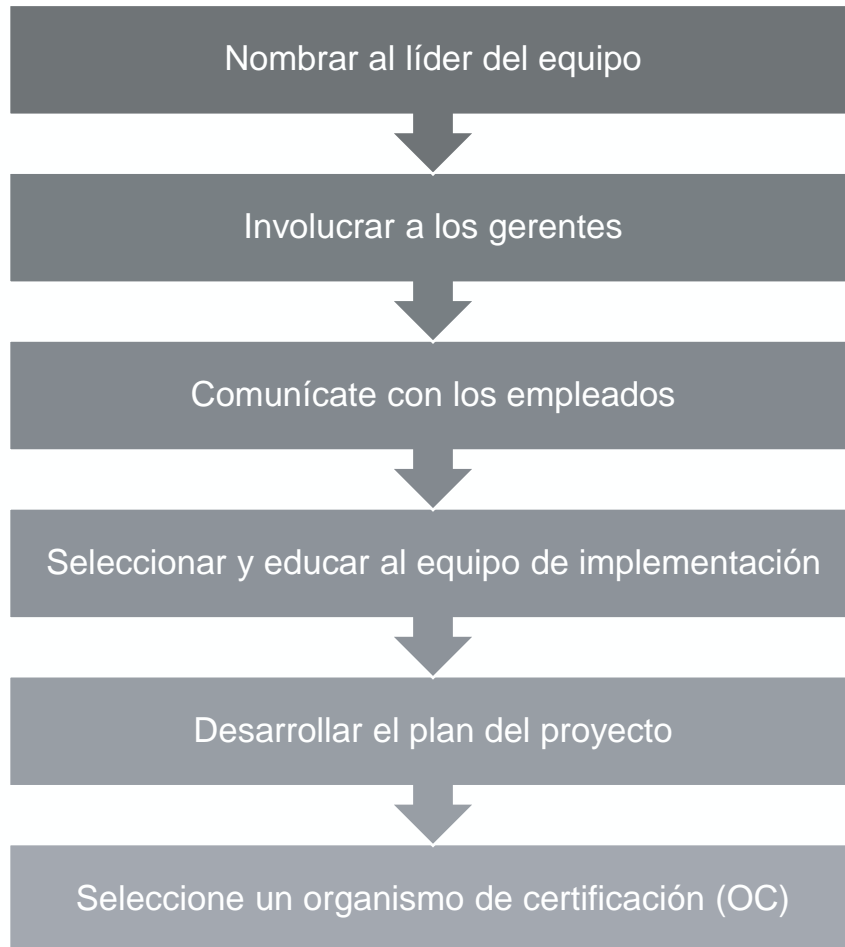 Nombrar al líder del equipo
Involucrar a los gerentes
Comunícate con los empleados
Seleccionar y educar al equipo de implementación
Desarrollar el plan del proyecto
Seleccione un organismo de certificación (OC)